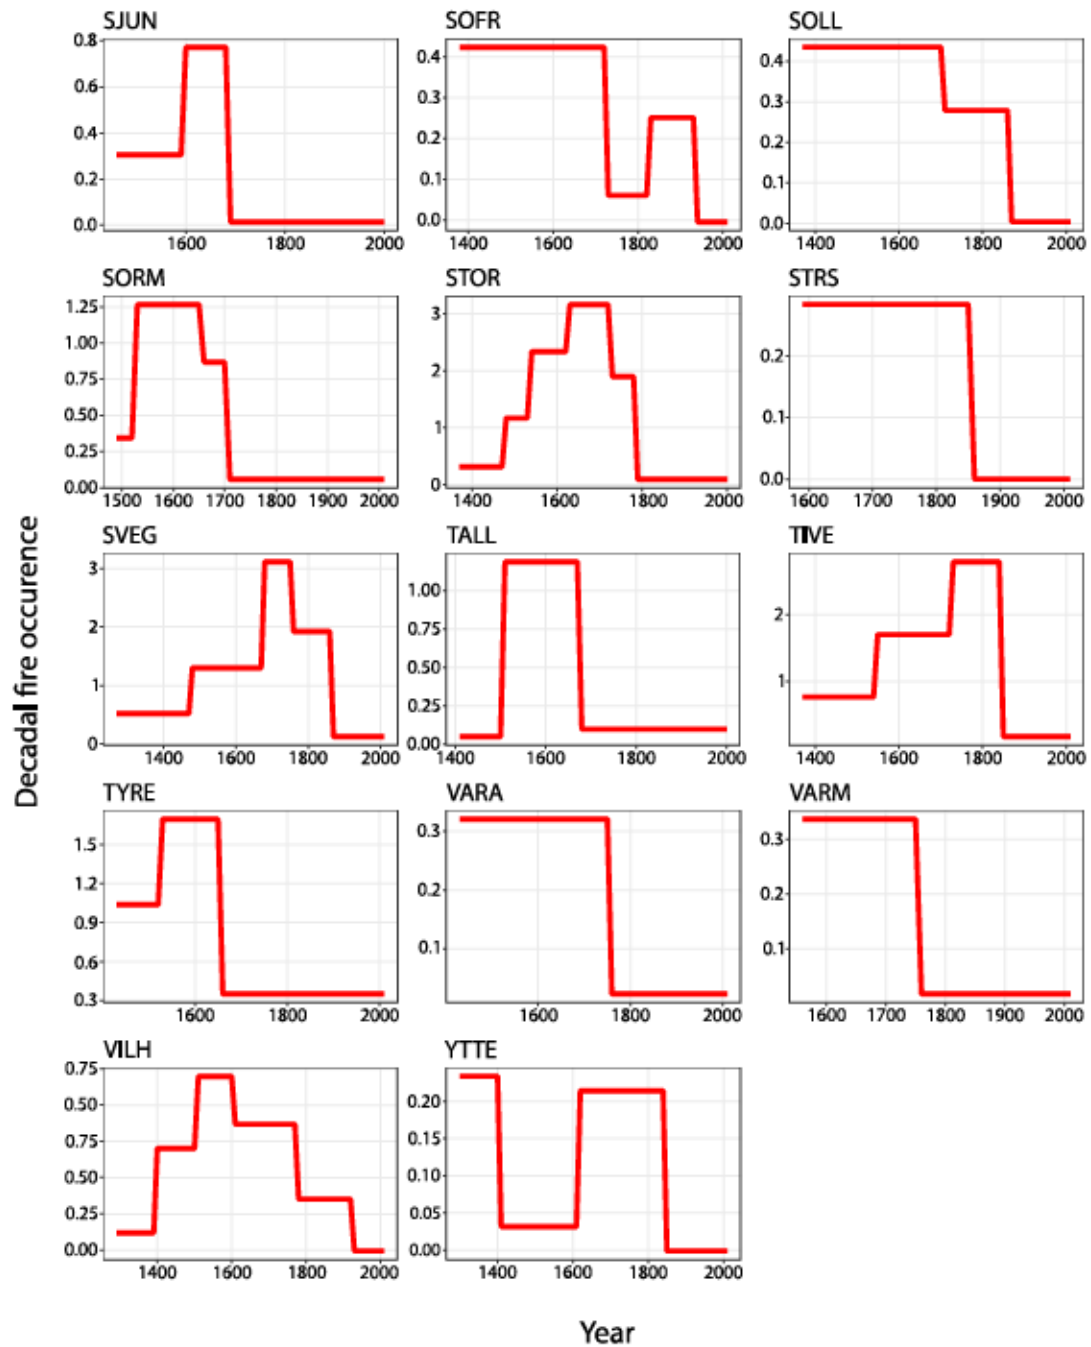 SJUN SOFR SOLL
0.8
0.6
0.4
0.2
0.0
1600 1800 2000
0.4
0.3
0.2
0.1
0.0
1400 1600 1800 2000
0.4
0.3
0.2
0.1
0.0
1400 1600 1800 2000
SORM STOR STRS
1.25
1.00
0.75
0.50
0.25
0.00
1500 1600 1700 1800 1900 2000
3
2
1
0
1400 1600 1800 2000
0.2
0.1
0.0
1600 1700 1800 1900 2000
SVEG TALL TIVE
3
2
1
0
1400 1600 1800 2000
1.00
0.75
0.50
0.25
0.00
1400 1600 1800 2000
2
1
1400 1600 1800 2000
TYRE VARA VARM
1.5
1.2
0.9
0.6
0.3
1600 1800 2000
0.3
0.2
0.1
1600 1800 2000
0.3
0.2
0.1
1600 1700 1800 1900 2000
VILH YTTE
0.75
0.50
0.75
0.50
0.25
0.00
1400 1600 1800 2000
0.20
0.15
0.10
0.05
0.00
1400 1600 1800 2000
Decadal fire occurence
Year